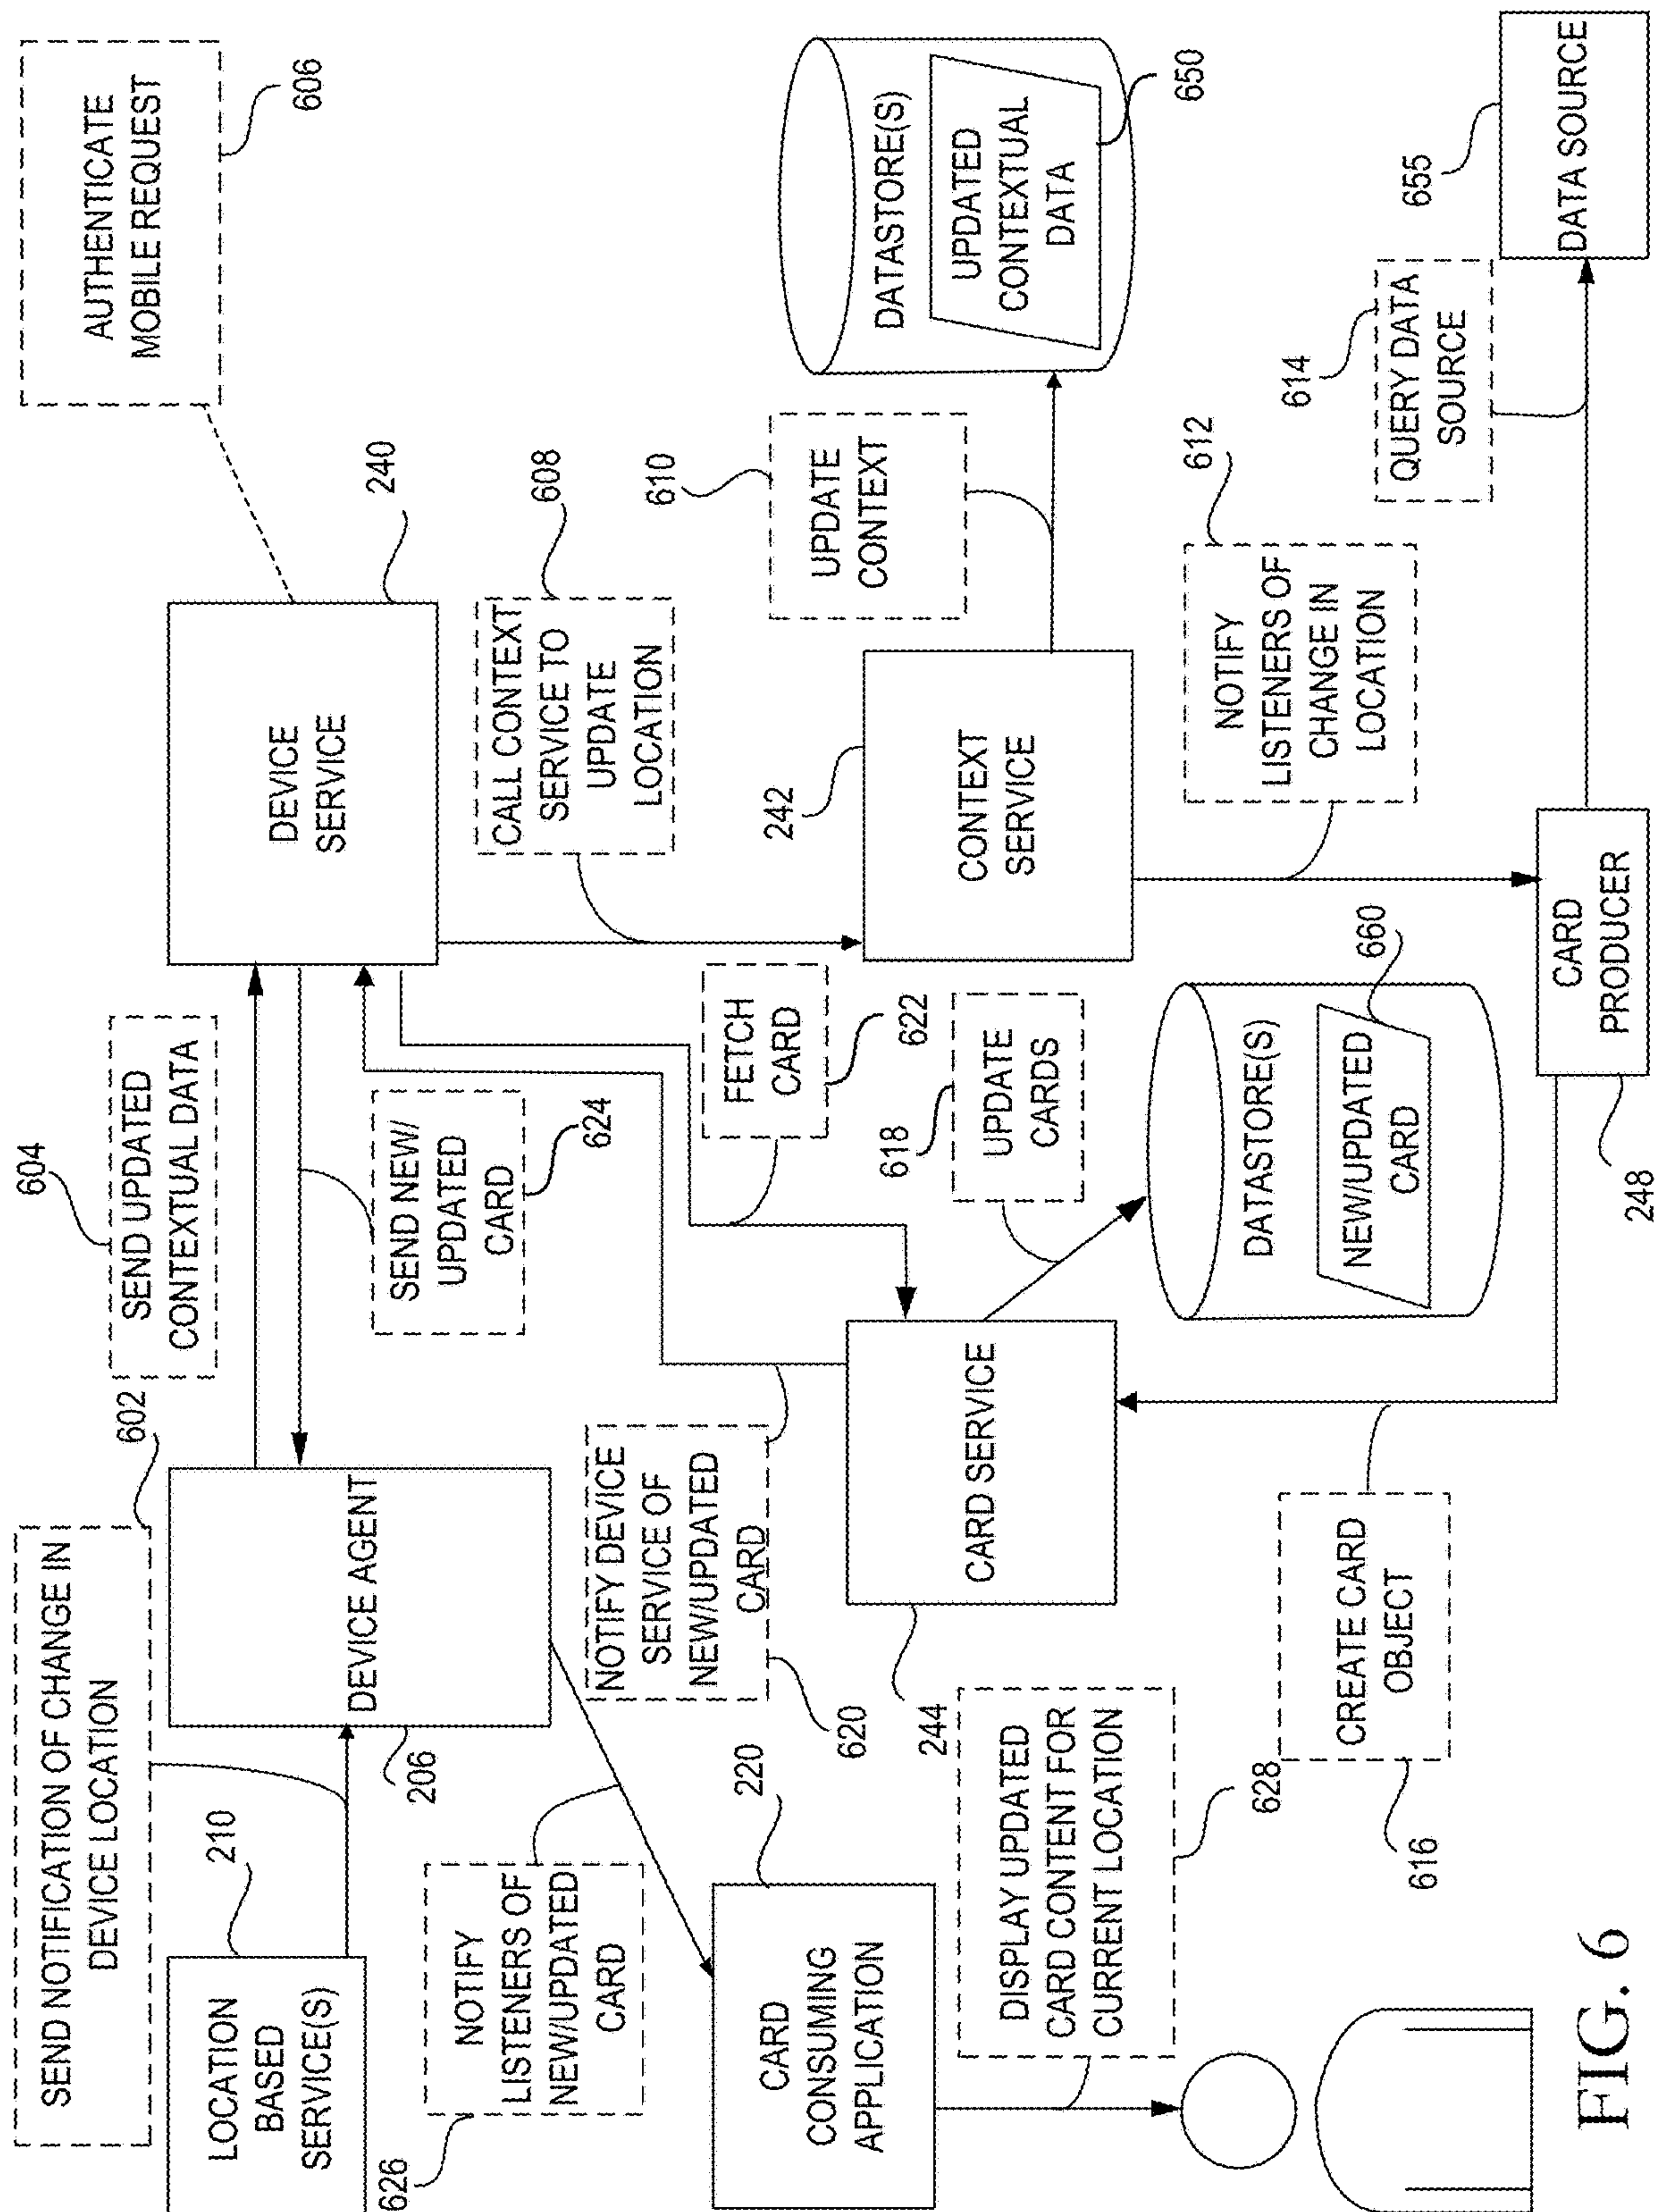 SEND NOTIFICATION OF CHANGE IN
DEVICE LOCATION
602
604
SEND UPDATED
CONTEXTUAL DATA
AUTHENTICATE
MOBILE REQUEST
606
LOCATION
BASED
SERVICE(S)
210
DEVICE AGENT
206
SEND NEW/
UPDATED
CARD
624
DEVICE
SERVICE
240
626
NOTIFY
LISTENERS OF
NEW/UPDATED
CARD
NOTIFY DEVICE
SERVICE OF
NEW/UPDATED
CARD
620
FETCH
CARD
622
CALL CONTEXT
SERVICE TO
UPDATE
LOCATION
608
610
UPDATE
CONTEXT
CARD
CONSUMING
APPLICATION
220
CARD SERVICE
244
618
UPDATE
CARDS
CONTEXT
SERVICE
242
DATASTORE(S)
UPDATED
CONTEXTUAL
DATA
650
DISPLAY UPDATED
CARD CONTENT FOR
CURRENT LOCATION
628
DATASTORE(S)
NEW/UPDATED
CARD
660
NOTIFY
LISTENERS OF
CHANGE IN
LOCATION
612
614
QUERY DATA
SOURCE
655
DATA SOURCE
CREATE CARD
OBJECT
616
CARD
PRODUCER
248
FIG. 6